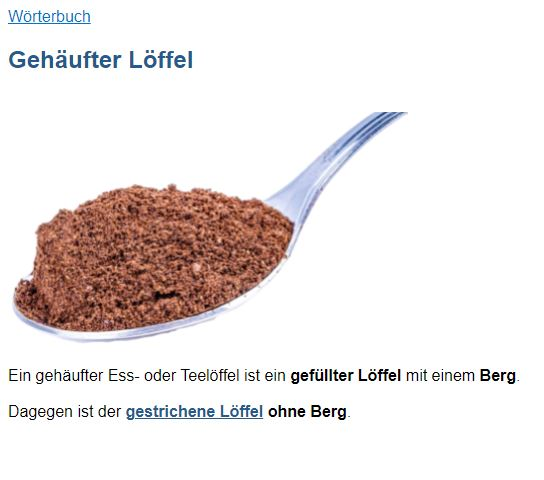 Wörterbuch
Gehäufter Löffel
Ein gehäufter Ess- oder Teelöffel ist ein gefüllter Löffel mit einem Berg.
Dagegen ist der gestrichene Löffel ohne Berg.